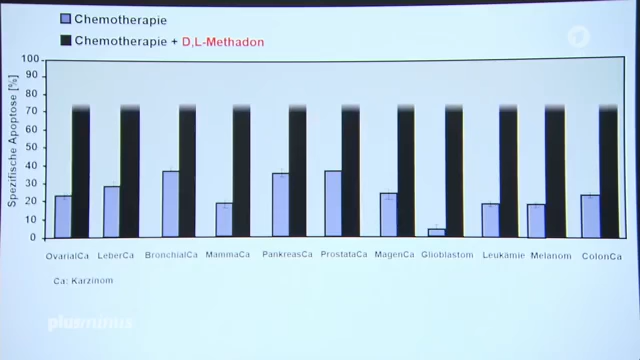 Chemotherapie
Chemotherapie + D,L-Methadon
Spezifische Apoptose [%]
100
90
80
70
60
50
40
30
20
10
0
OvarialCa LeberCa BronchialCa MammaCa PankreasCa ProstataCa MagenCa Glioblastom Leukämie Melanom ColonCa
Ca: Karzinom
plusminus